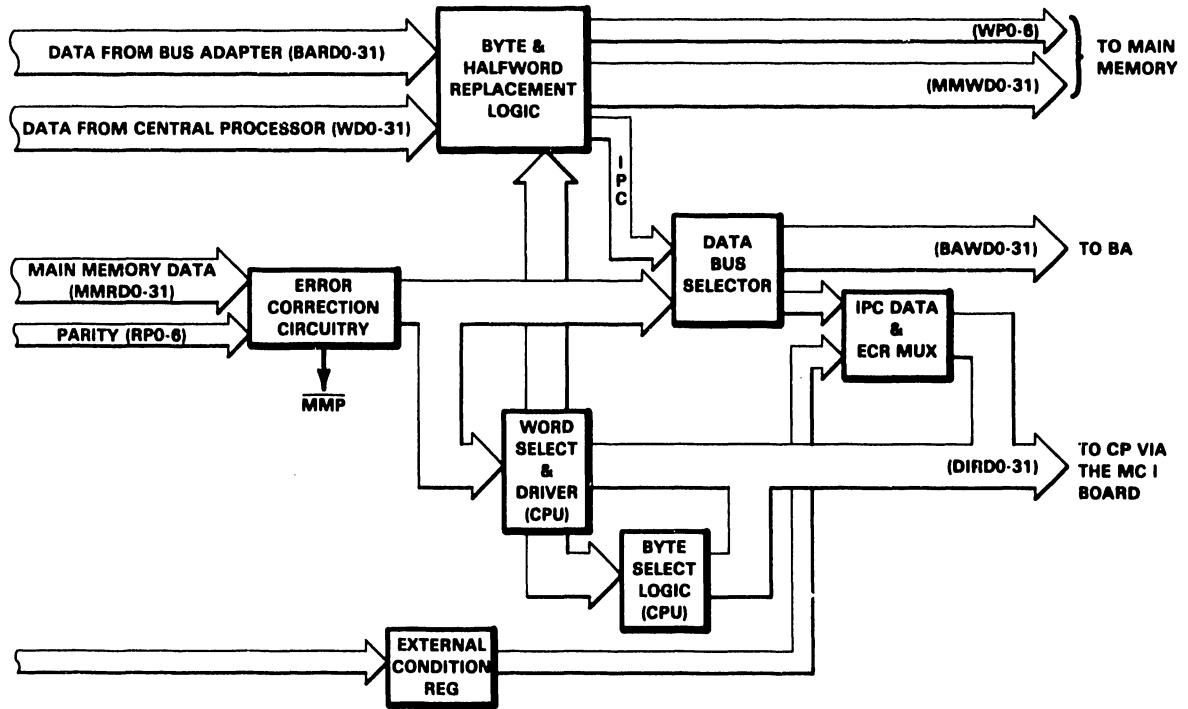 DATA FROM BUS ADAPTER (BARD0-31)
DATA FROM CENTRAL PROCESSOR (WD0-31)
BYTE &
HALFWORD
REPLACEMENT
LOGIC
(WP0-6)
(MMWD0-31)
TO MAIN
MEMORY
IPC
MAIN MEMORY DATA
(MMRD0-31)
PARITY (RP0-6)
ERROR
CORRECTION
CIRCUITRY
MMP
DATA
BUS
SELECTOR
(BAWD0-31)
TO BA
IPC DATA
&
ECR MUX
WORD
SELECT
&
DRIVER
(CPU)
(DIRD0-31)
TO CP VIA
THE MC I
BOARD
BYTE
SELECT
LOGIC
(CPU)
EXTERNAL
CONDITION
REG